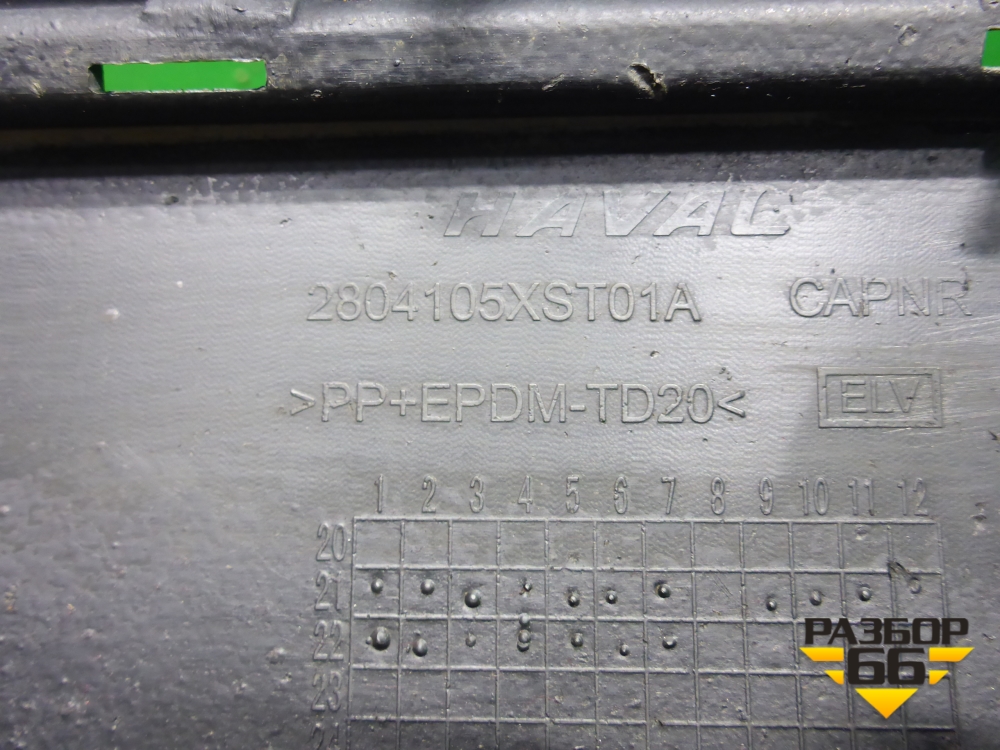 HAVAL
2804105XST01A CAPNR
>PP+EPDM-TD20< ELV
1 2 3 4 5 6 7 8 9 10 11 12
20
21
22
23
24
РАЗБОР
66